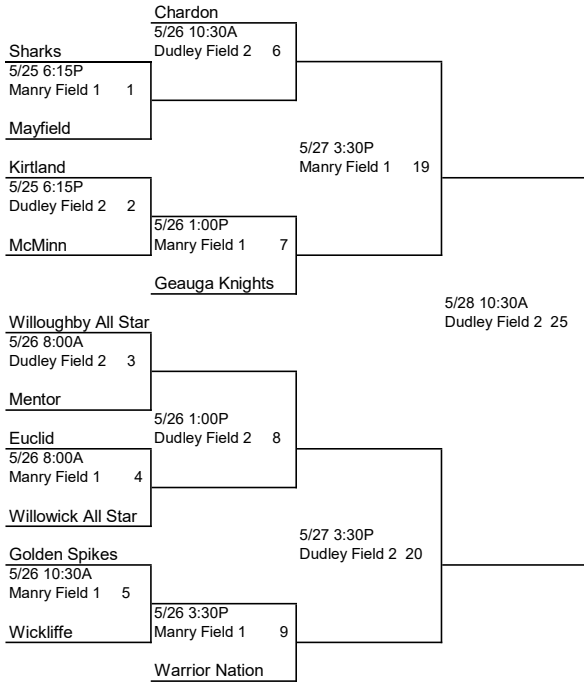 Chardon
5/26 10:30A
Dudley Field 2 6
Sharks
5/25 6:15P
Manry Field 1 1
Mayfield
5/27 3:30P
Manry Field 1 19
Kirtland
5/25 6:15P
Dudley Field 2 2
5/26 1:00P
McMinn
Manry Field 1 7
Geauga Knights
5/28 10:30A
Dudley Field 2 25
Willoughby All Star
5/26 8:00A
Dudley Field 2 3
Mentor
5/26 1:00P
Dudley Field 2 8
Euclid
5/26 8:00A
Manry Field 1 4
Willowick All Star
5/27 3:30P
Dudley Field 2 20
Golden Spikes
5/26 10:30A
Manry Field 1 5
5/26 3:30P
Wickliffe
Manry Field 1 9
Warrior Nation